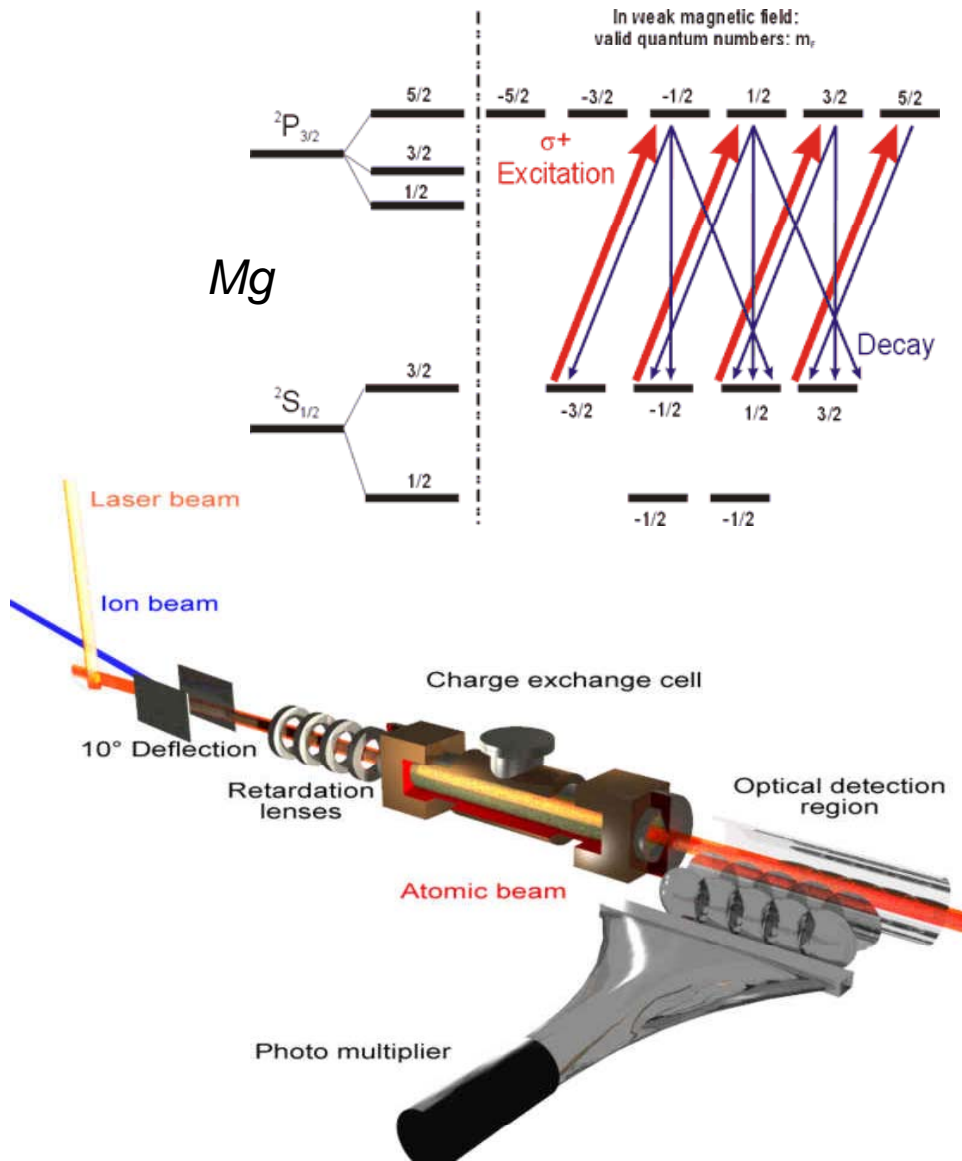 In weak magnetic field:
valid quantum numbers: mF
5/2
-5/2
-3/2
-1/2
1/2
3/2
5/2
²P3/2
3/2
1/2
σ+
Excitation
Mg
Decay
3/2
²S1/2
-3/2
-1/2
1/2
3/2
1/2
-1/2
-1/2
Laser beam
Ion beam
Charge exchange cell
10° Deflection
Retardation
lenses
Optical detection
region
Atomic beam
Photo multiplier